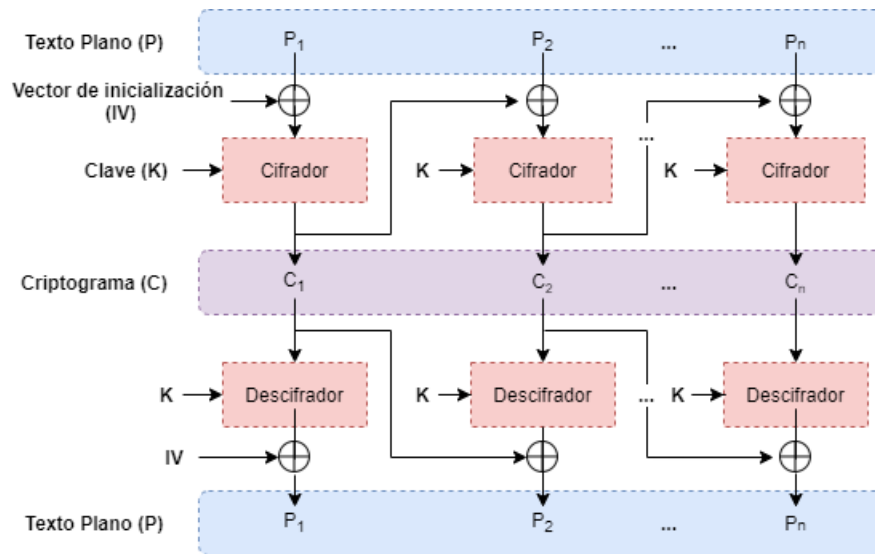 Texto Plano (P) P1 P2 ... Pn
Vector de inicialización
(IV)
...
Clave (K) Cifrador K Cifrador K Cifrador
Criptograma (C) C1 C2 ... Cn
K Descifrador K Descifrador ... K Descifrador
IV
Texto Plano (P) P1 P2 ... Pn